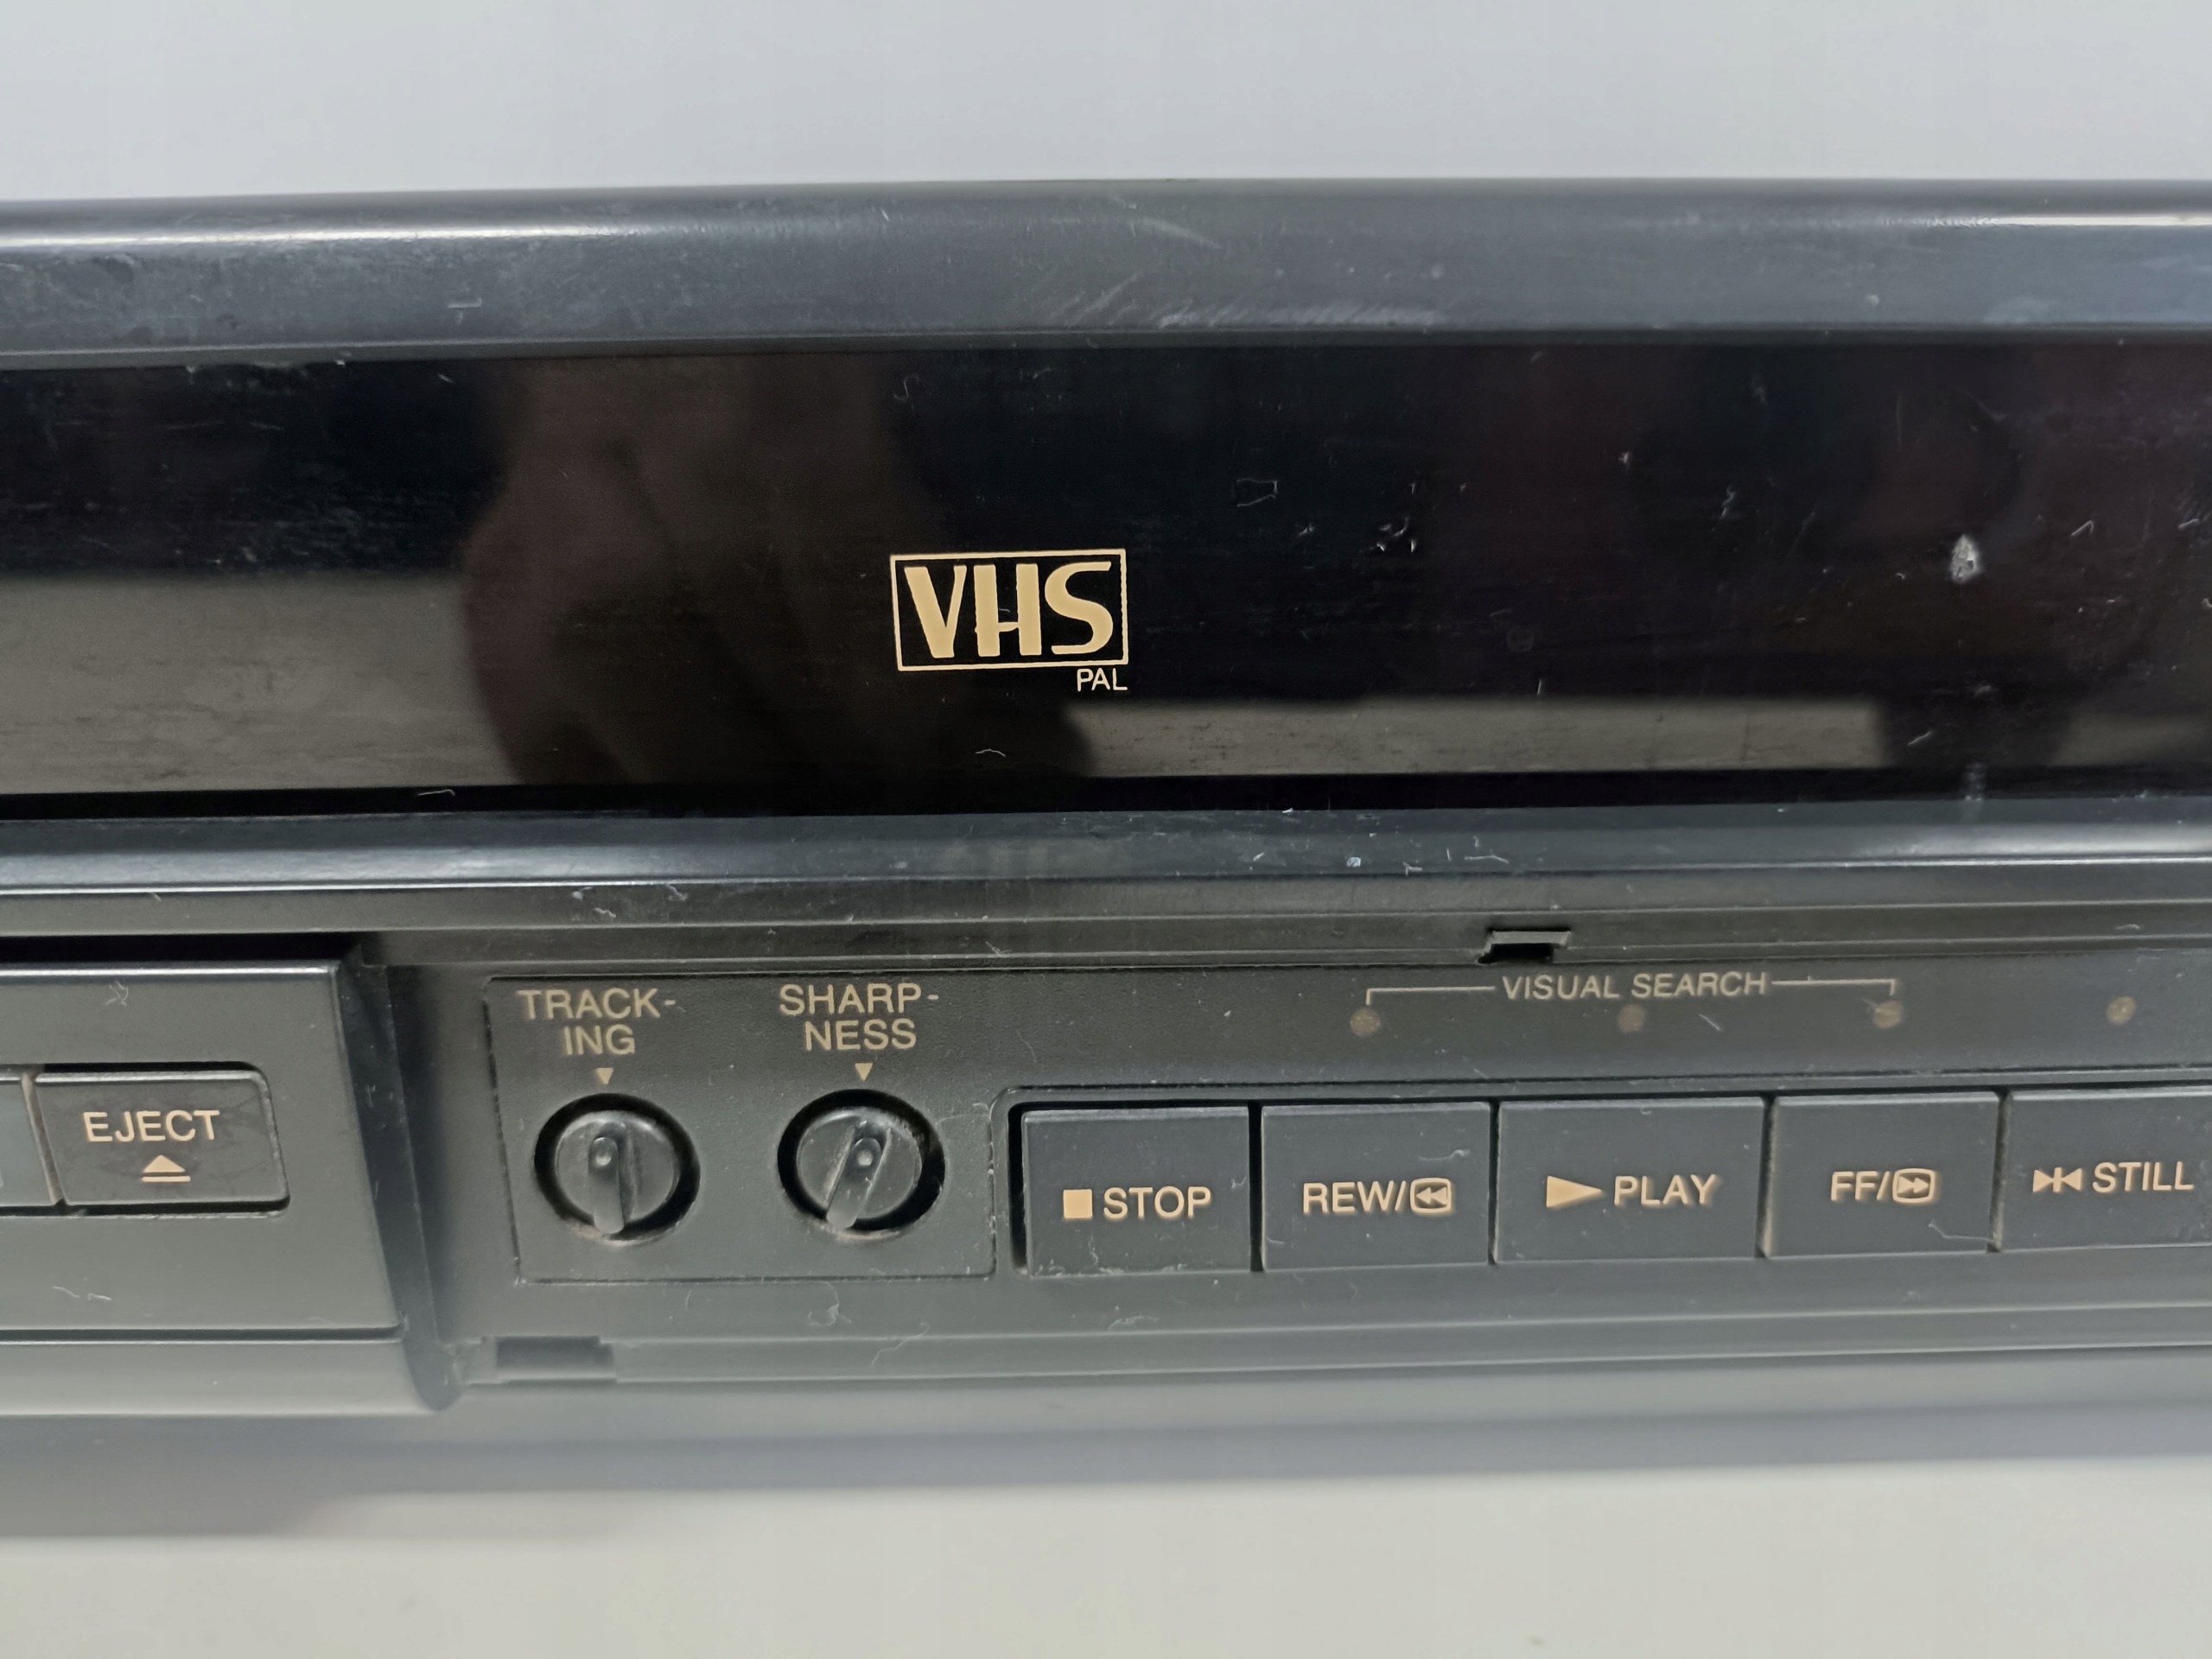 VHS
PAL
VISUAL SEARCH
TRACK-
ING
SHARP-
NESS
EJECT
STOP
REW/
PLAY
FF/
STILL